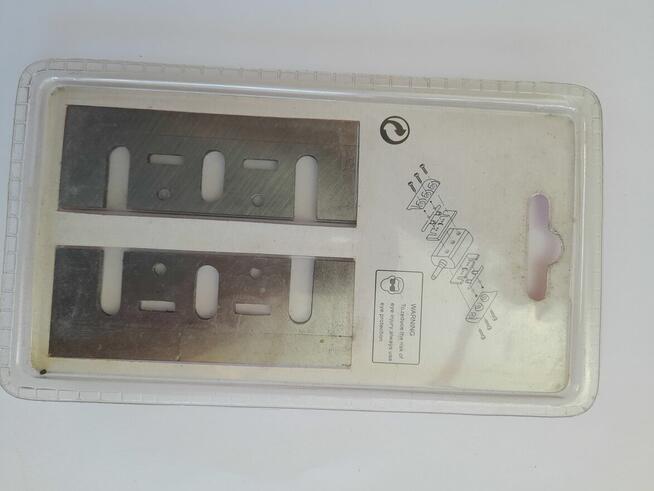 WARNING
To reduce the risk of
eye injury, always use
eye protection